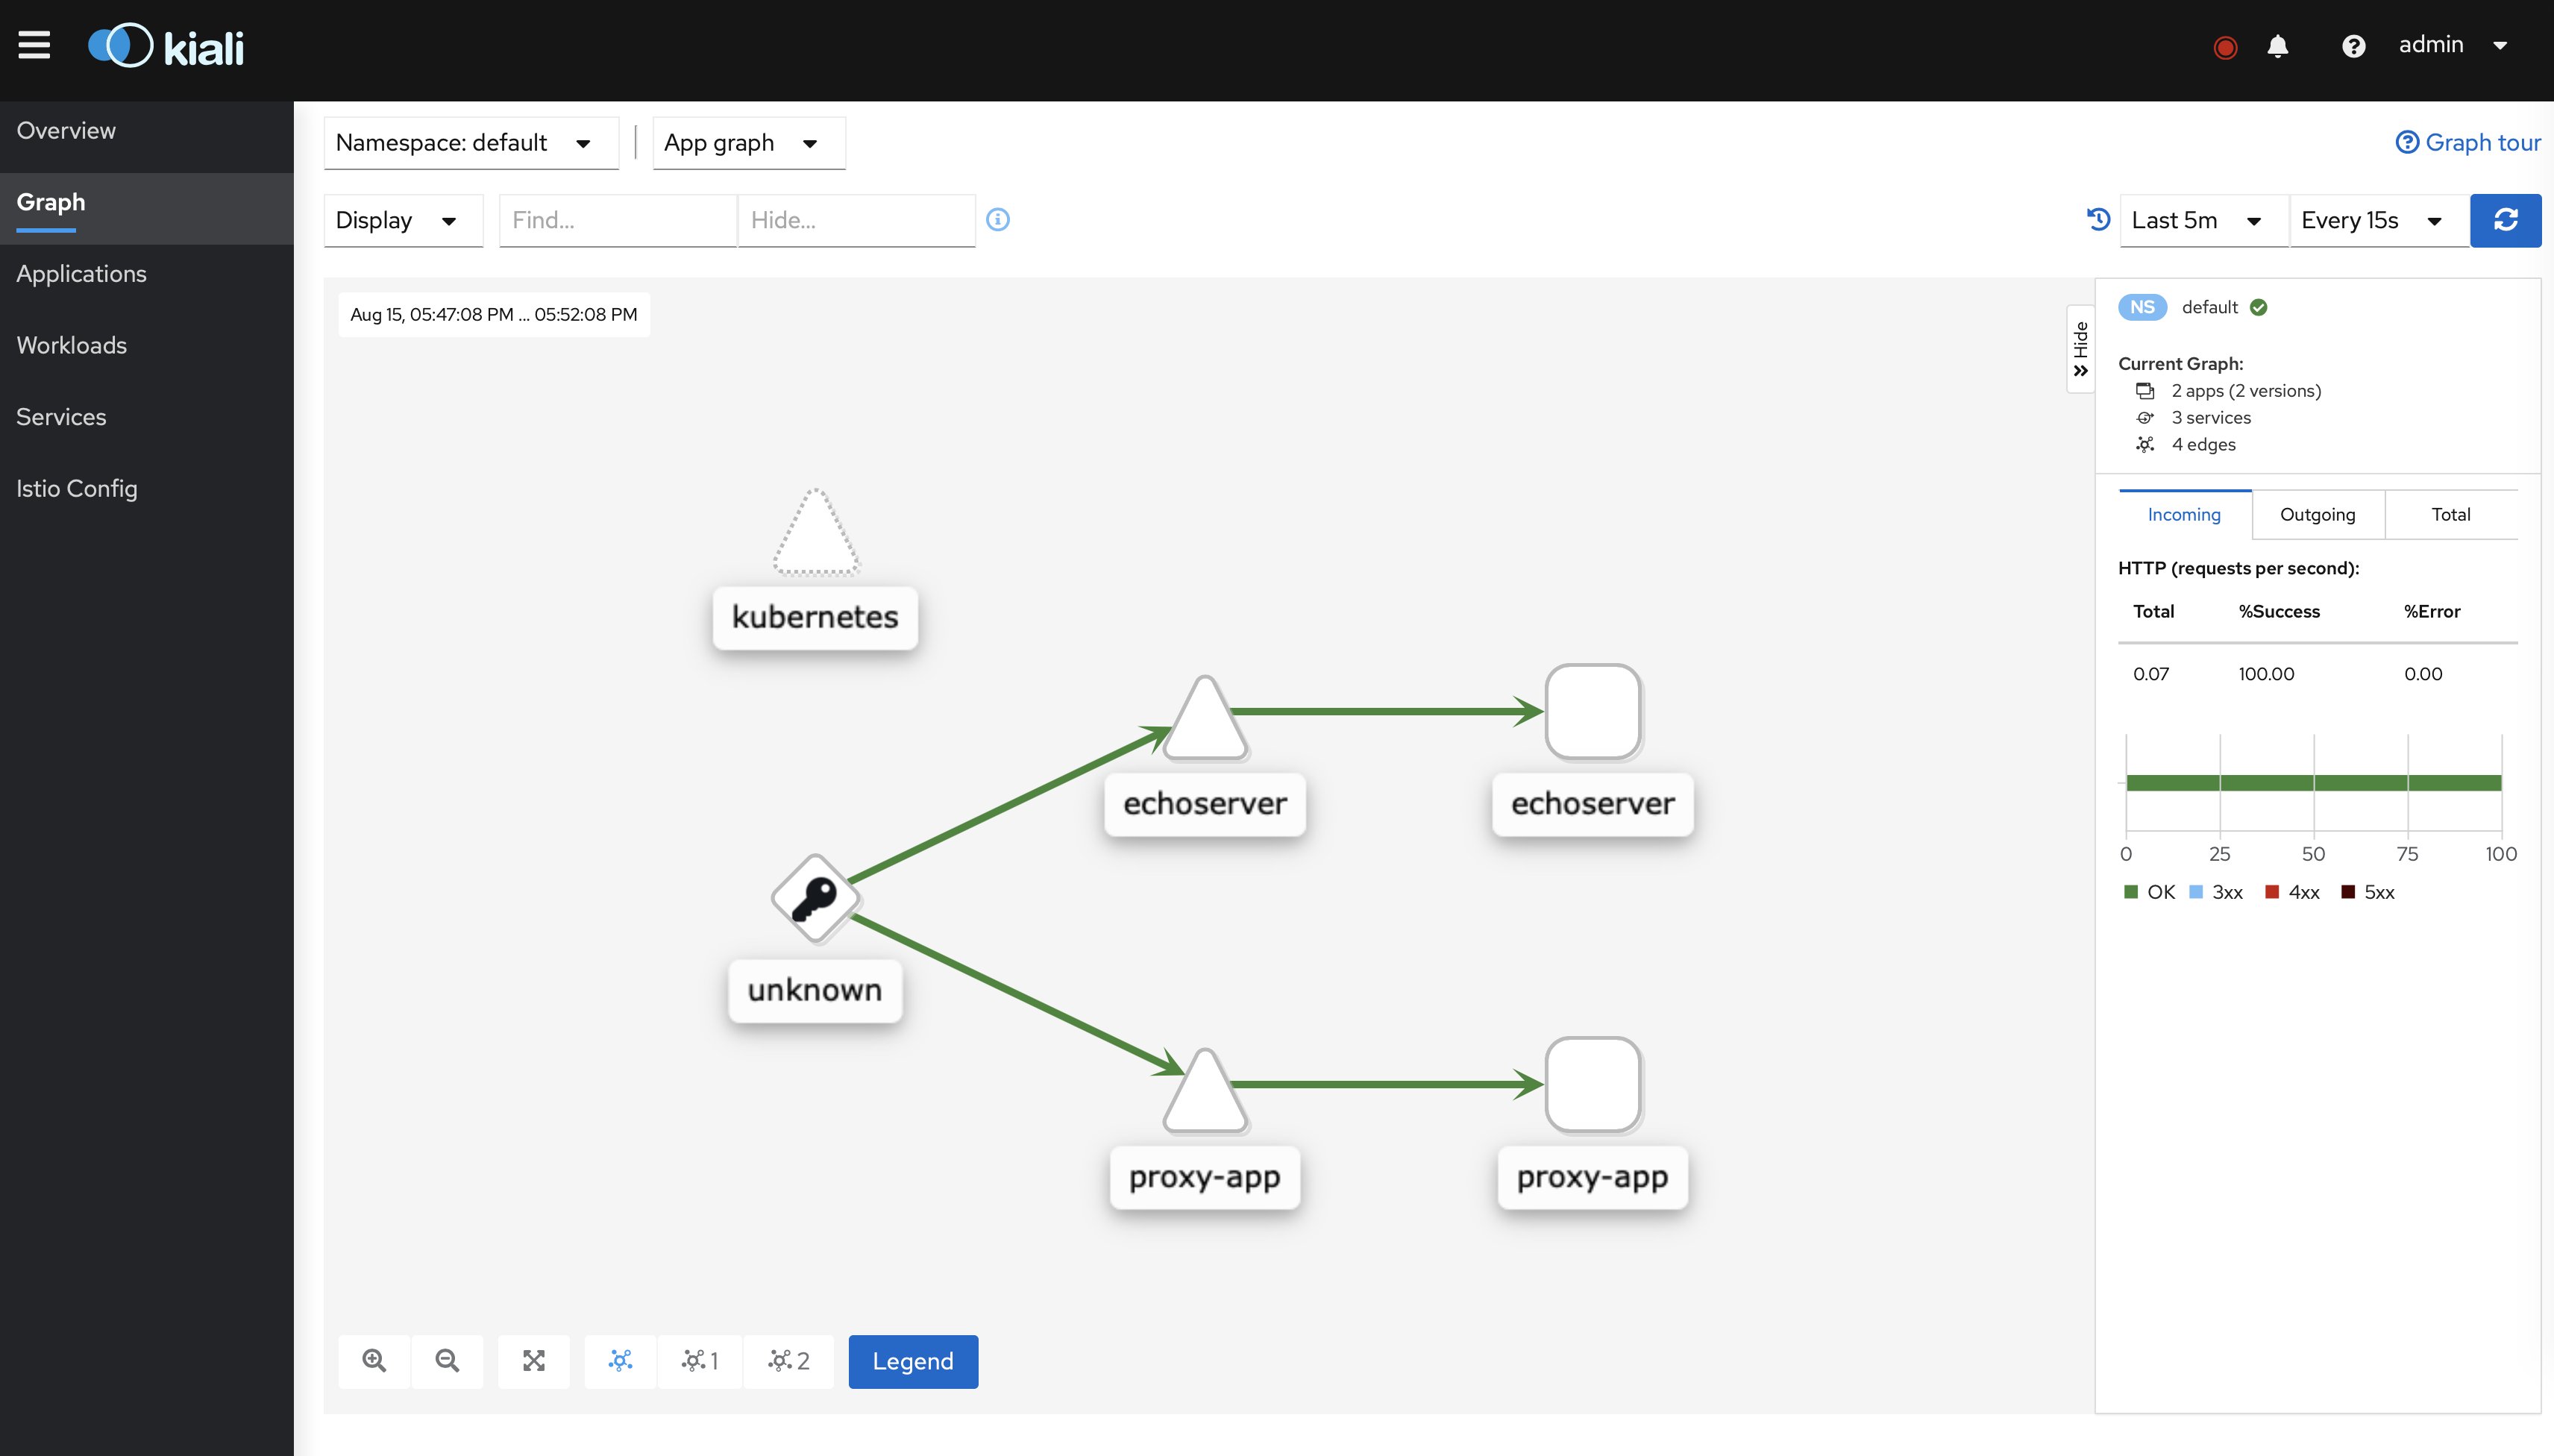 kiali
admin
Overview
Graph
Applications
Workloads
Services
Istio Config
Namespace: default
App graph
Graph tour
Display
Find...
Hide...
Last 5m
Every 15s
Aug 15, 05:47:08 PM ... 05:52:08 PM
Hide
kubernetes
echoserver
echoserver
unknown
proxy-app
proxy-app
1
2
Legend
NS default
Current Graph:
2 apps (2 versions)
3 services
4 edges
Incoming Outgoing Total
HTTP (requests per second):
Total %Success %Error
0.07 100.00 0.00
0 25 50 75 100
OK 3xx 4xx 5xx